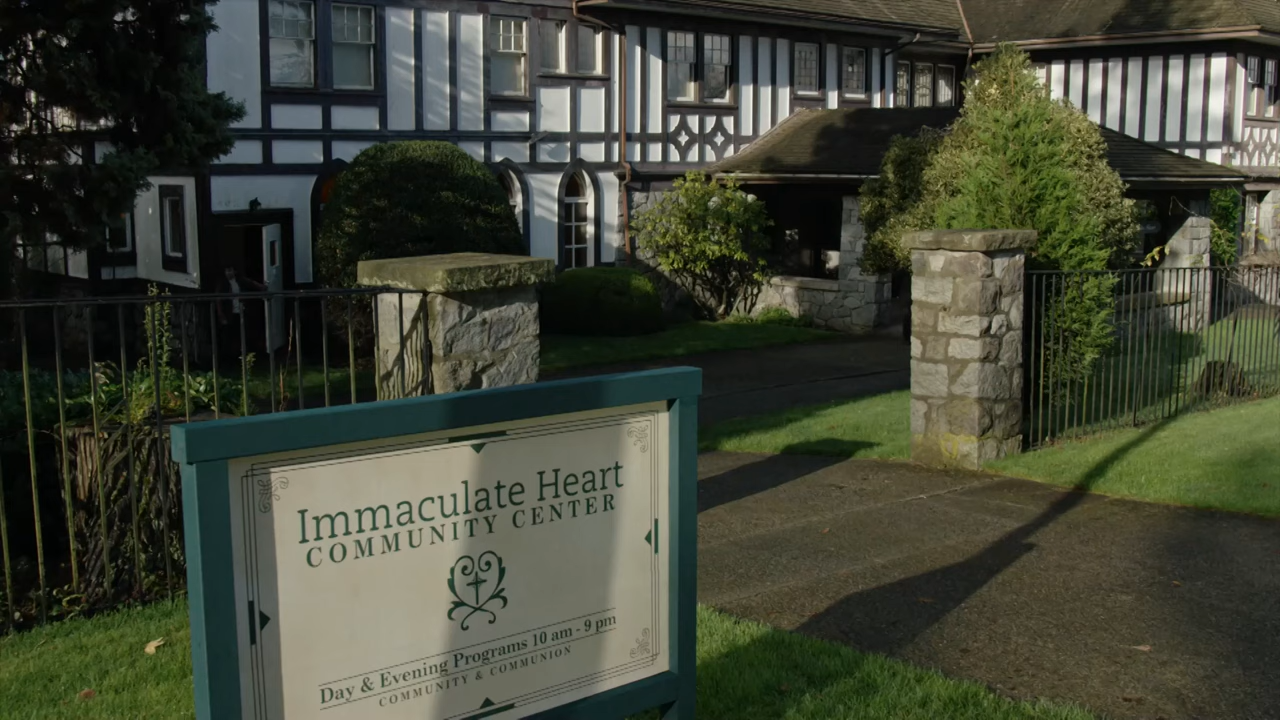 Immaculate Heart
COMMUNITY CENTER
Day & Evening Programs 10 am - 9 pm
COMMUNITY & COMMUNION